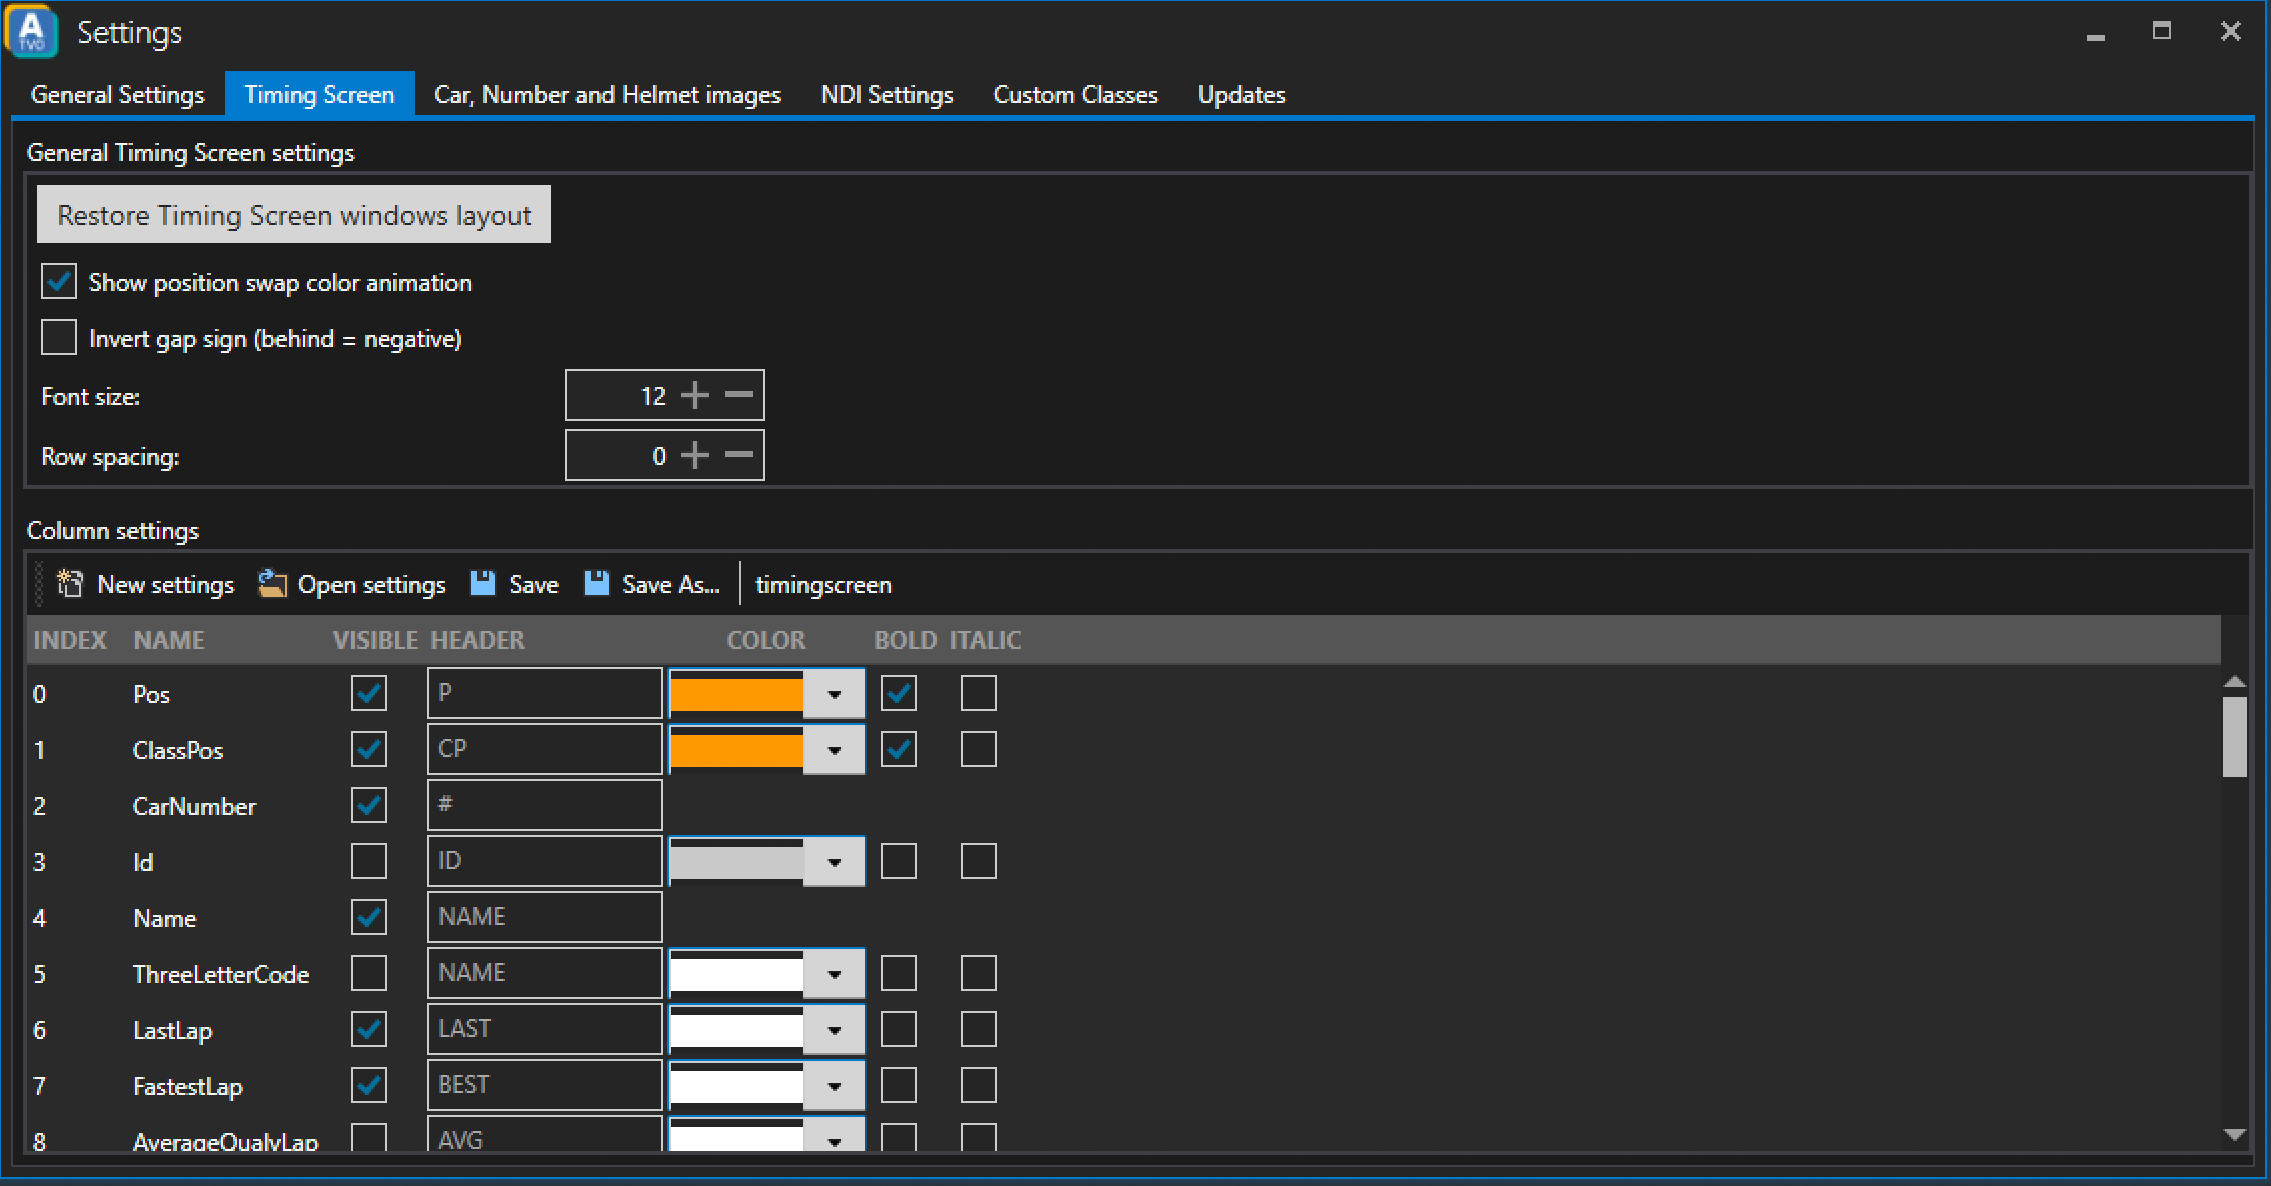 A
TVO
Settings
General Settings Timing Screen Car, Number and Helmet images NDI Settings Custom Classes Updates
General Timing Screen settings
Restore Timing Screen windows layout
Show position swap color animation
Invert gap sign (behind = negative)
Font size: 12
Row spacing: 0
Column settings
New settings Open settings Save Save As... timingscreen
INDEX NAME VISIBLE HEADER COLOR BOLD ITALIC
0 Pos P
1 ClassPos CP
2 CarNumber #
3 Id ID
4 Name NAME
5 ThreeLetterCode NAME
6 LastLap LAST
7 FastestLap BEST
8 AverageQualyLap AVG